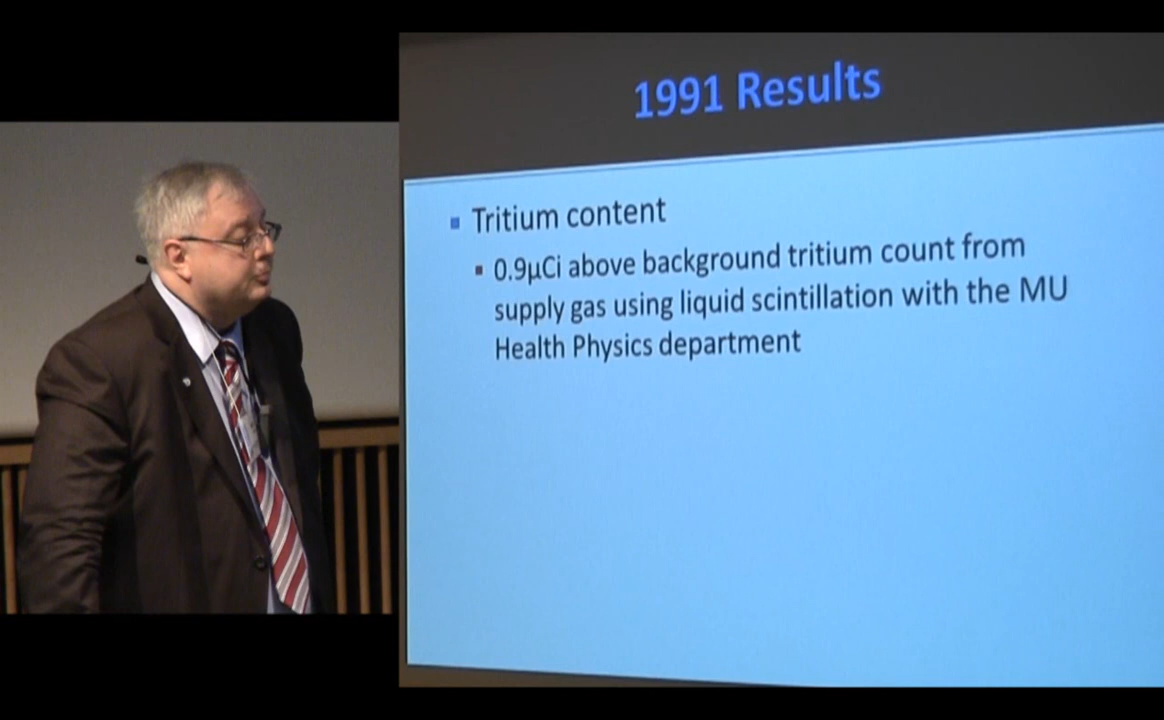 1991 Results
▪ Tritium content
▪ 0.9µCi above background tritium count from
supply gas using liquid scintillation with the MU
Health Physics department